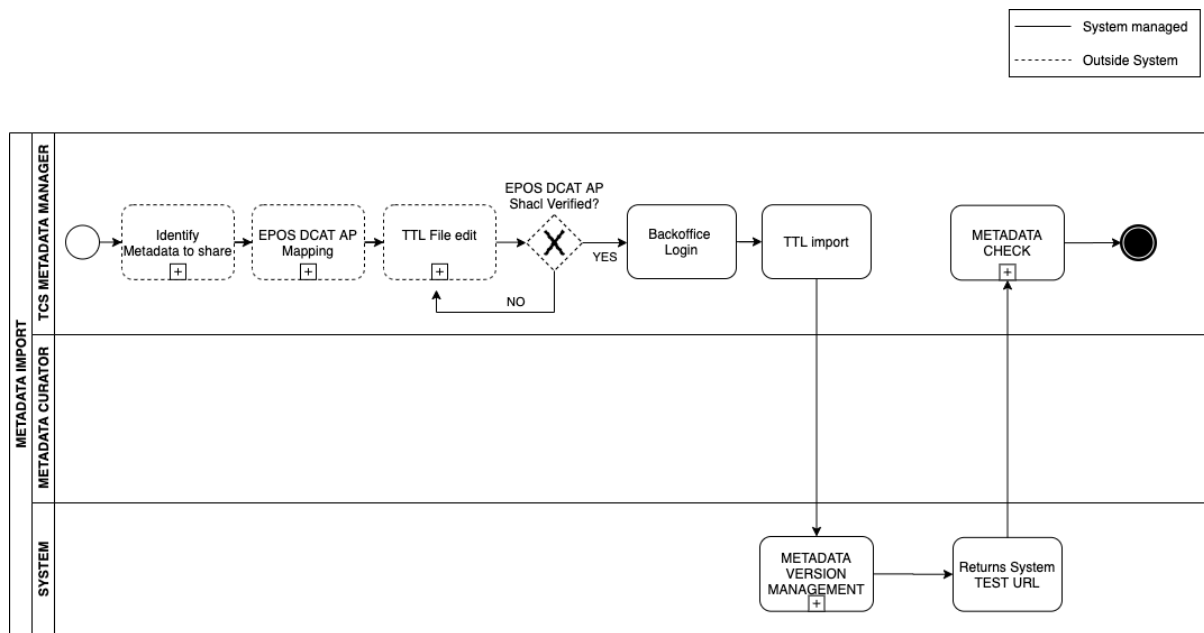 System managed
Outside System
METADATA IMPORT
TCS METADATA MANAGER
Identify
Metadata to share
EPOS DCAT AP
Mapping
TTL File edit
EPOS DCAT AP
Shacl Verified?
YES
NO
Backoffice
Login
TTL import
METADATA
CHECK
METADATA CURATOR
SYSTEM
METADATA
VERSION
MANAGEMENT
Returns System
TEST URL